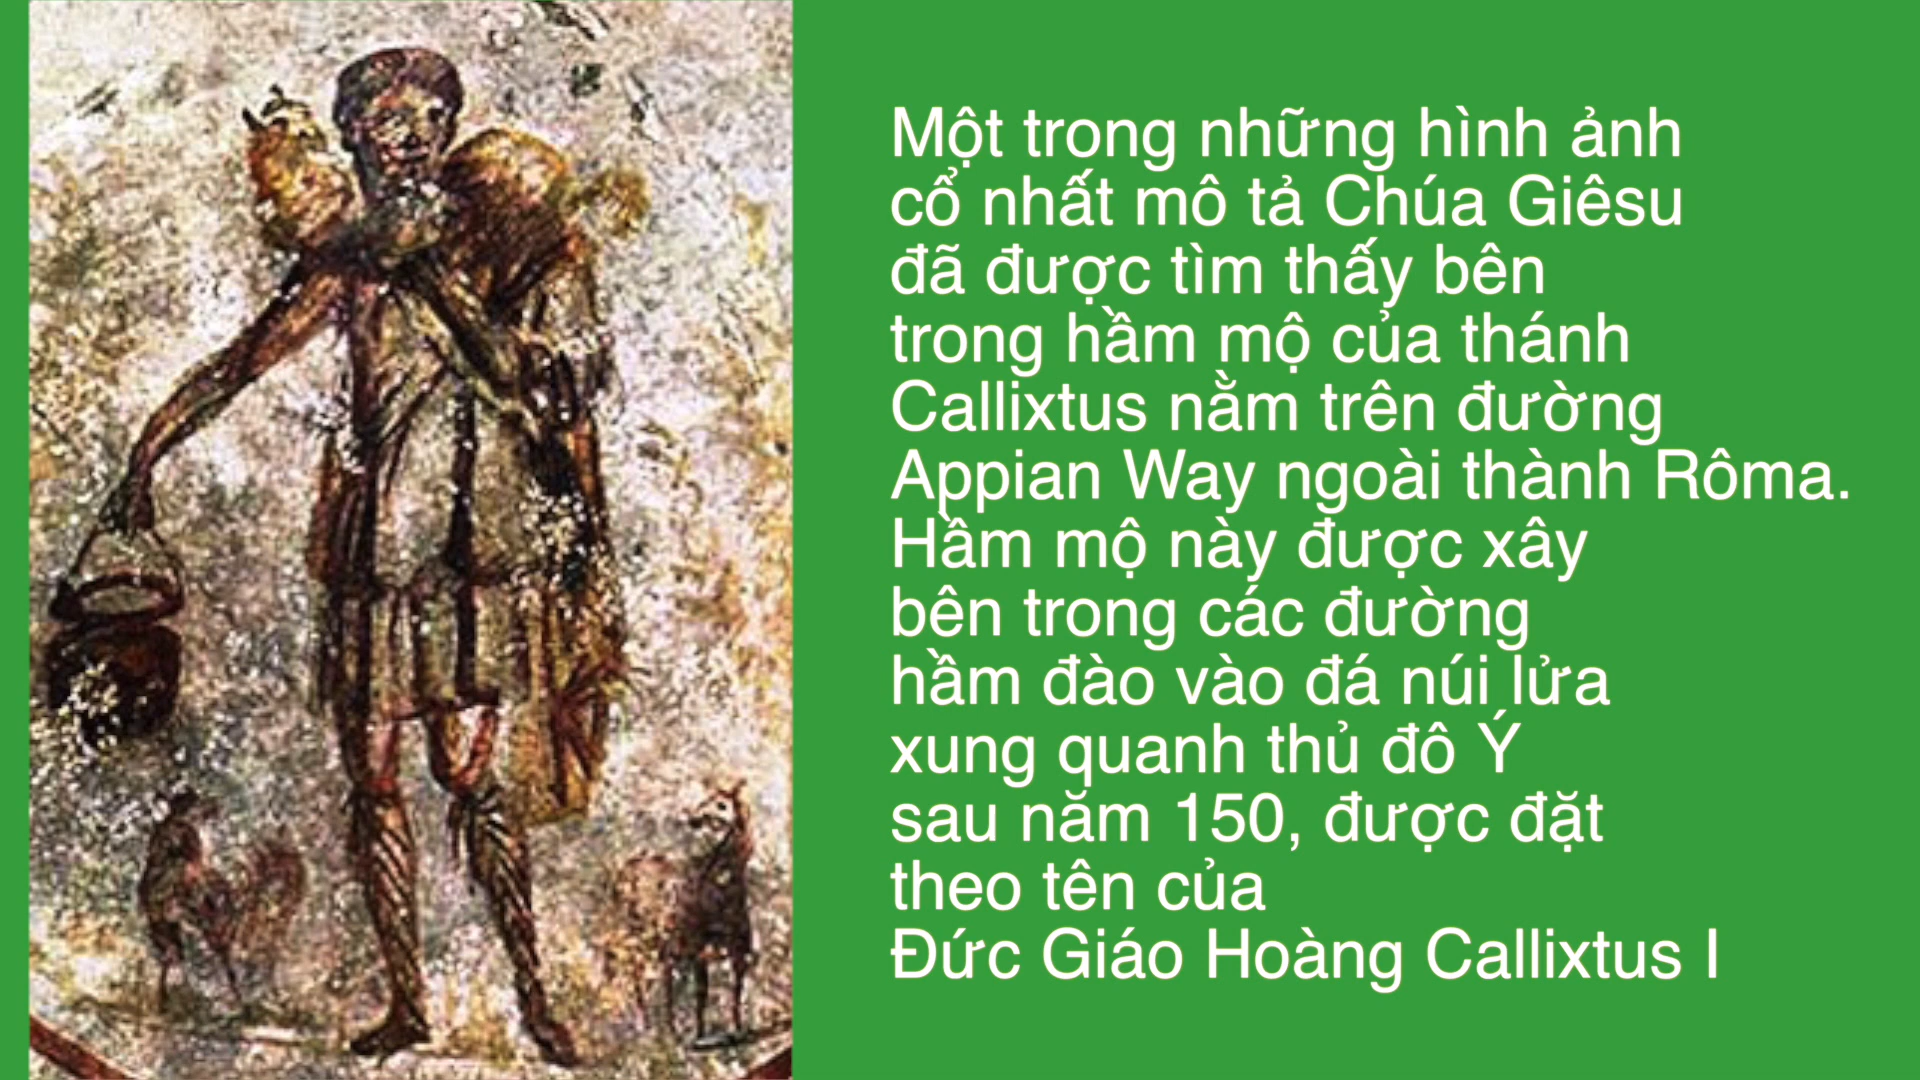 Một trong những hình ảnh
cổ nhất mô tả Chúa Giêsu
đã được tìm thấy bên
trong hầm mộ của thánh
Callixtus nằm trên đường
Appian Way ngoài thành Rôma.
Hầm mộ này được xây
bên trong các đường
hầm đào vào đá núi lửa
xung quanh thủ đô Ý
sau năm 150, được đặt
theo tên của
Đức Giáo Hoàng Callixtus I